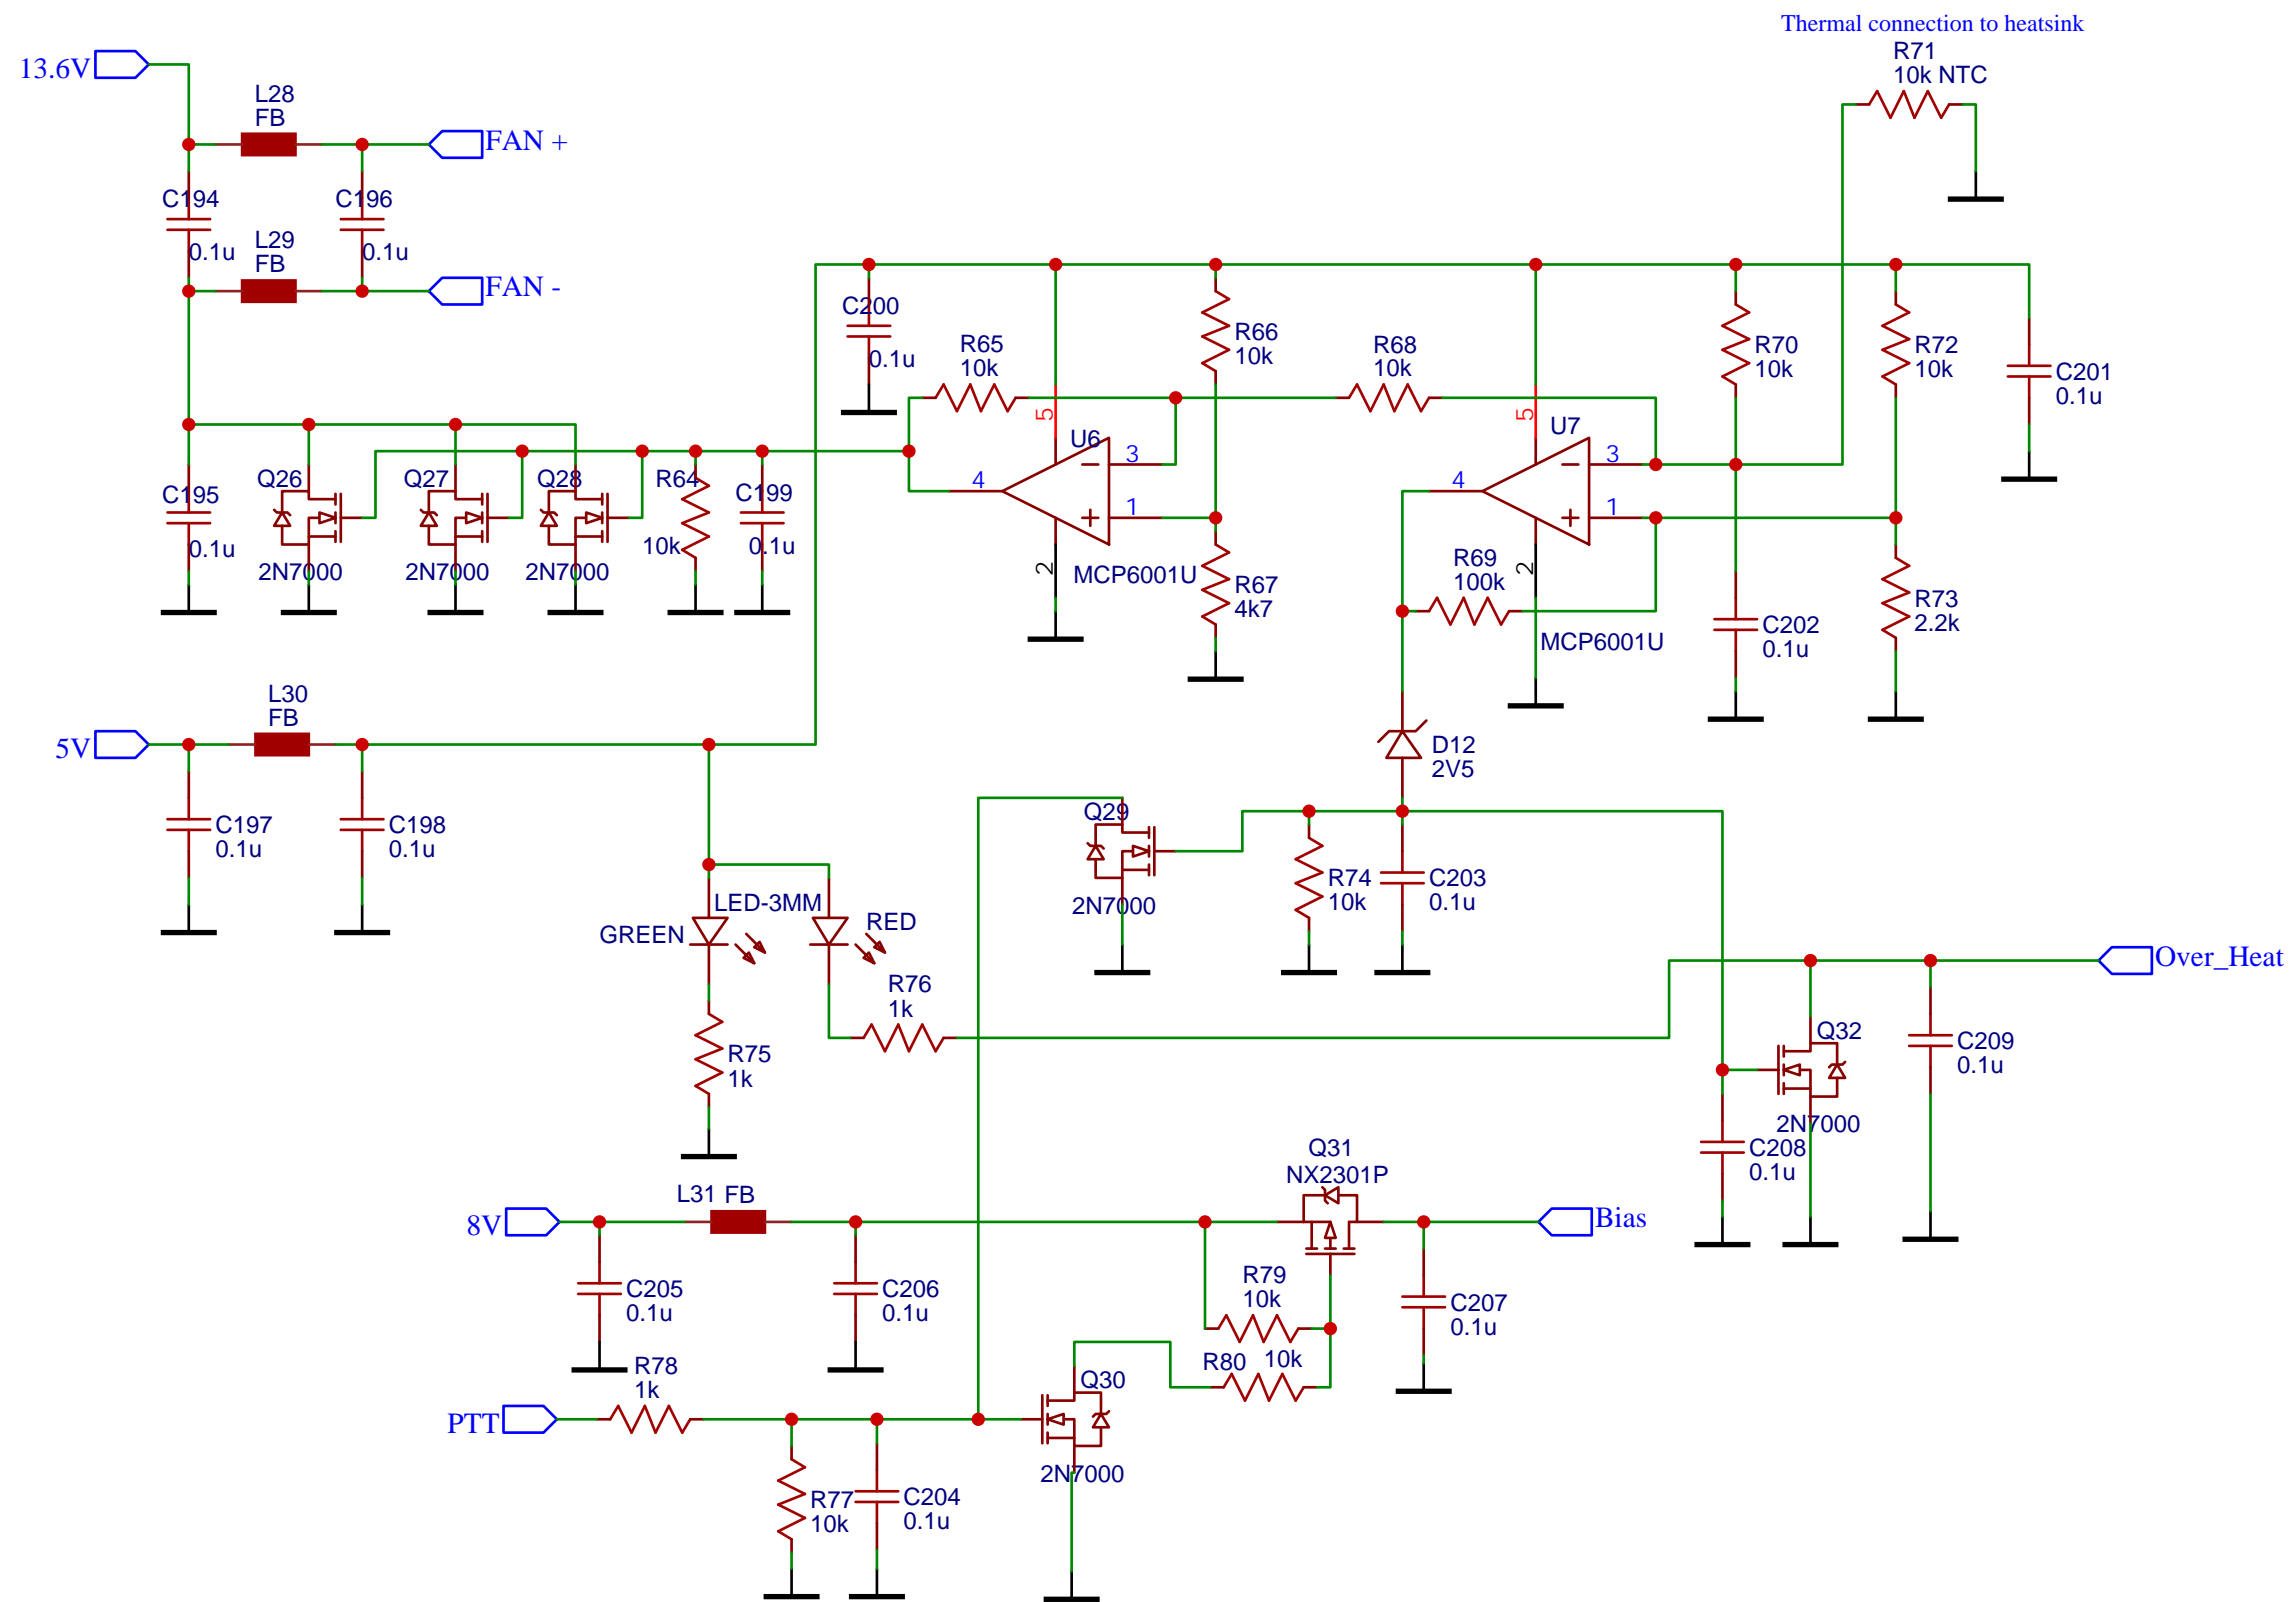 Thermal connection to heatsink
R71
10k NTC
13.6V
L28
FB
FAN +
C194
0.1u
C196
0.1u
L29
FB
FAN -
C200
0.1u
R65
10k
R66
10k
R68
10k
R70
10k
R72
10k
C201
0.1u
5
U6
3
4
1
2
MCP6001U
5
U7
3
4
1
2
MCP6001U
C195
0.1u
Q26
2N7000
Q27
2N7000
Q28
2N7000
R64
10k
C199
0.1u
R67
4k7
R69
100k
C202
0.1u
R73
2.2k
5V
L30
FB
C197
0.1u
C198
0.1u
D12
2V5
Q29
2N7000
R74
10k
C203
0.1u
LED-3MM
GREEN
RED
R76
1k
R75
1k
Over_Heat
Q32
2N7000
C209
0.1u
C208
0.1u
Q31
NX2301P
8V
L31 FB
Bias
C205
0.1u
C206
0.1u
R79
10k
C207
0.1u
R80 10k
R78
1k
PTT
Q30
2N7000
R77
10k
C204
0.1u